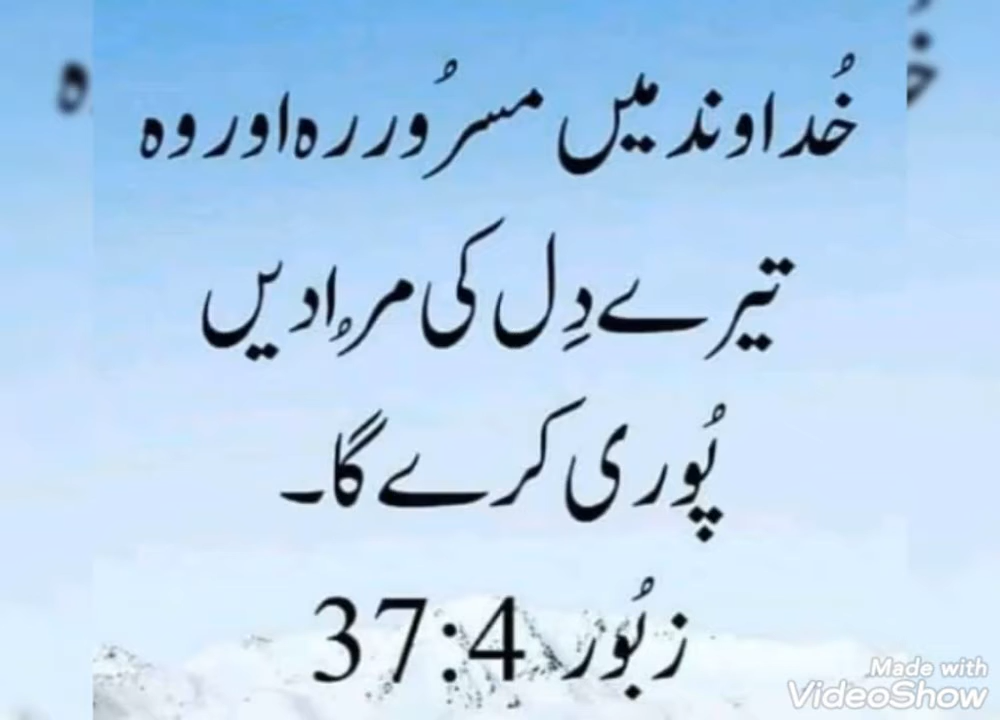 خُداوند میں مسرُور رہ اور وہ
تیرے دِل کی مُرادیں
پُوری کرے گا۔
زبُور 37:4
Made with
VideoShow